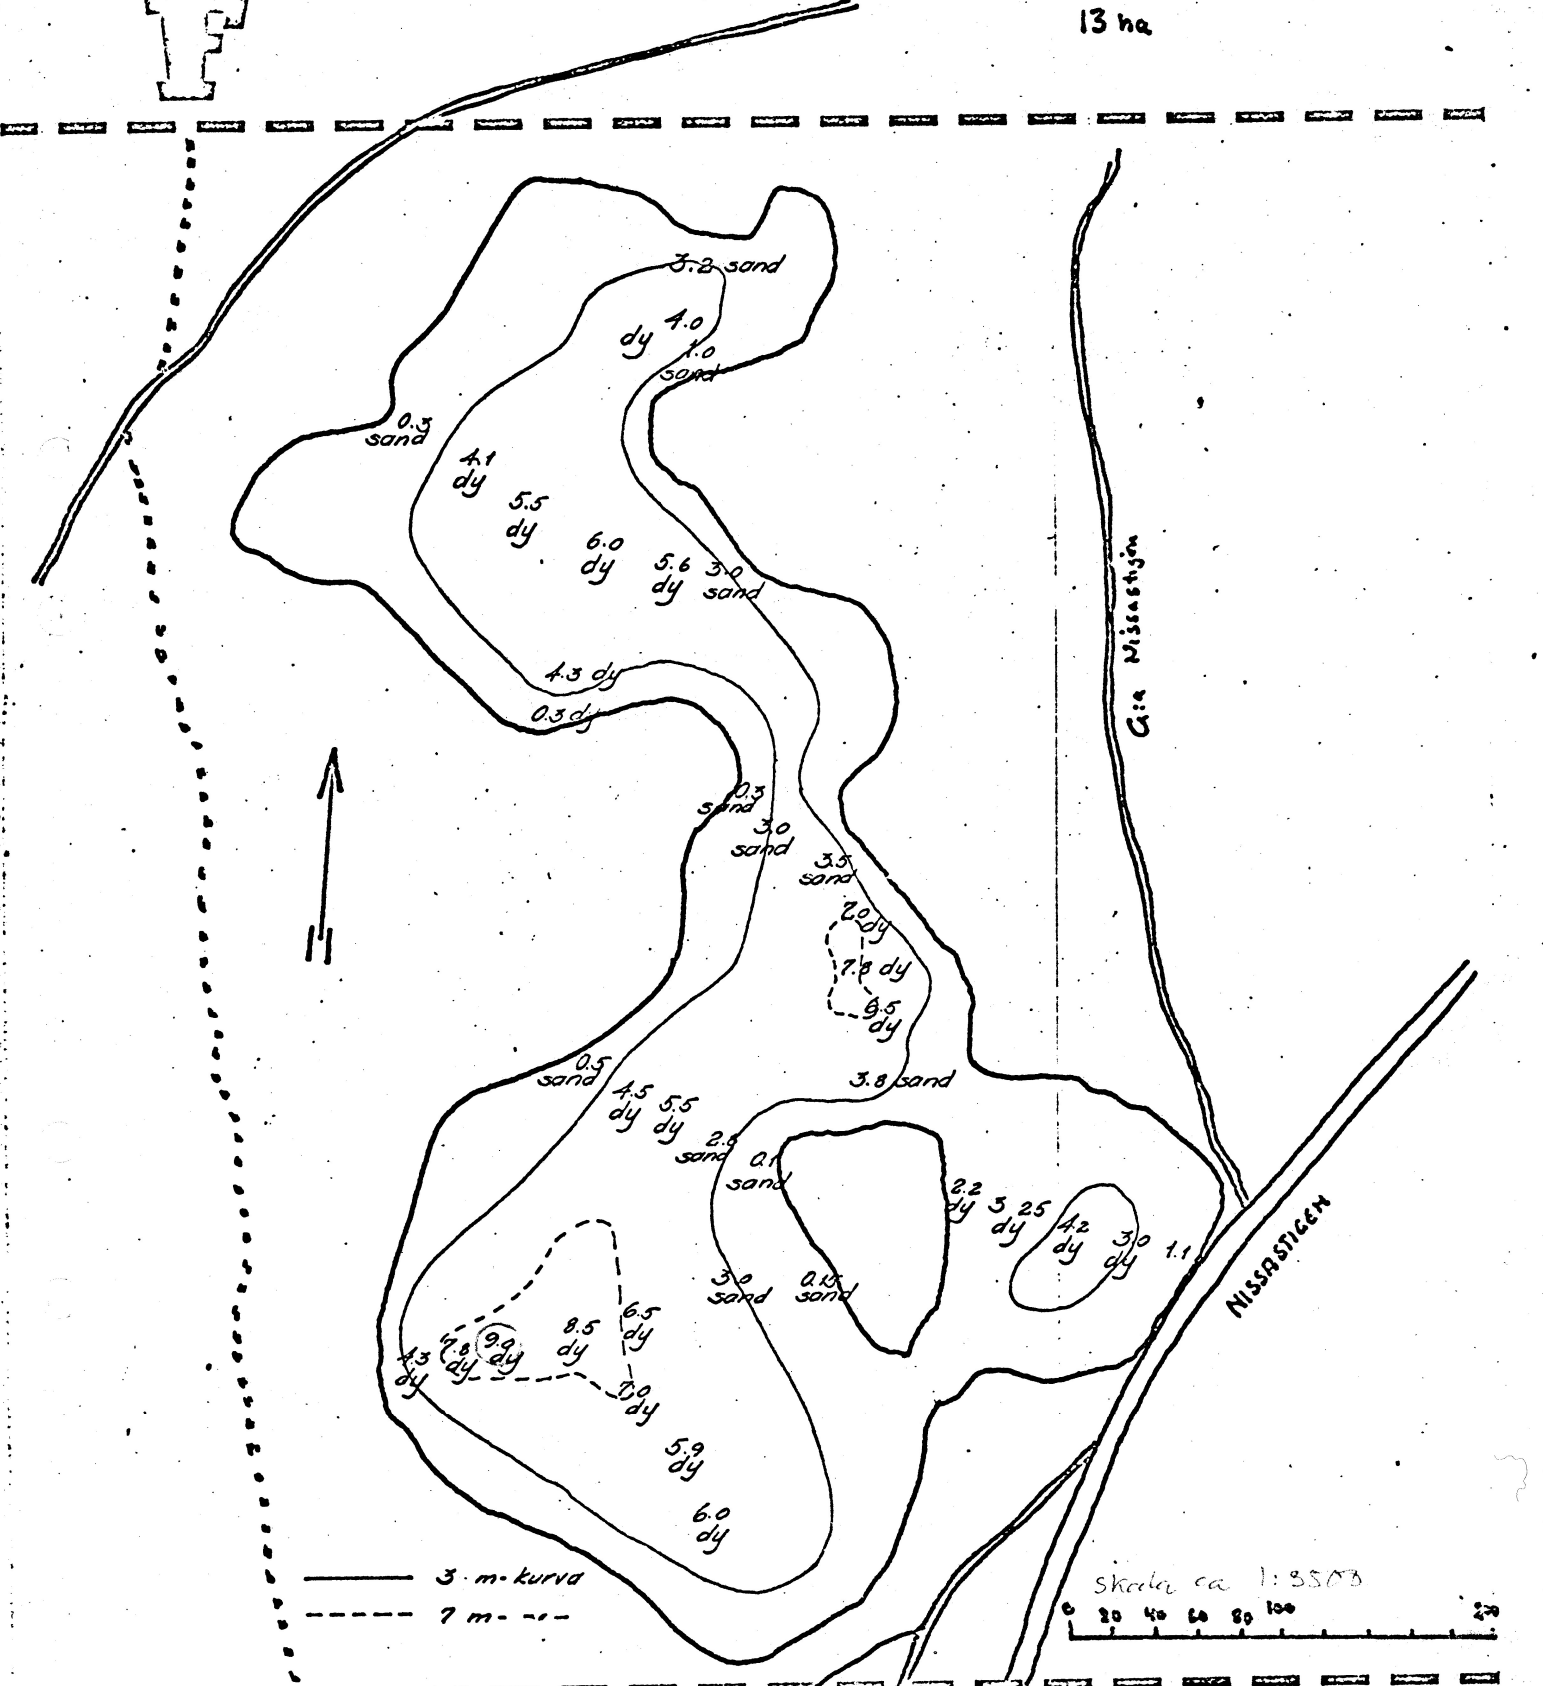 13 ha
3.2 sand
4.0
dy
1.0
sand
0.3
sand
4.1
dy
5.5
dy
6.0
dy
5.6
dy
3.0
sand
4.3 dy
0.3 dy
G:a Nissastigen
0.3
sand
3.0
sand
3.5
sand
7.0
dy
7.8 dy
6.5
dy
0.5
sand
3.8 sand
4.5
dy
5.5
dy
sand
0.1
sand
2.2
dy
3
dy
25
4.2
dy
3.0
dy
1.1
3.0
sand
0.15
sand
NISSASTIGEN
6.5
dy
8.5
dy
9.9
dy
7.8
dy
4.3
dy
7.0
dy
5.9
dy
6.0
dy
3 m-kurva
7 m- -"-
skala ca
0 20 40 60 80 100 200